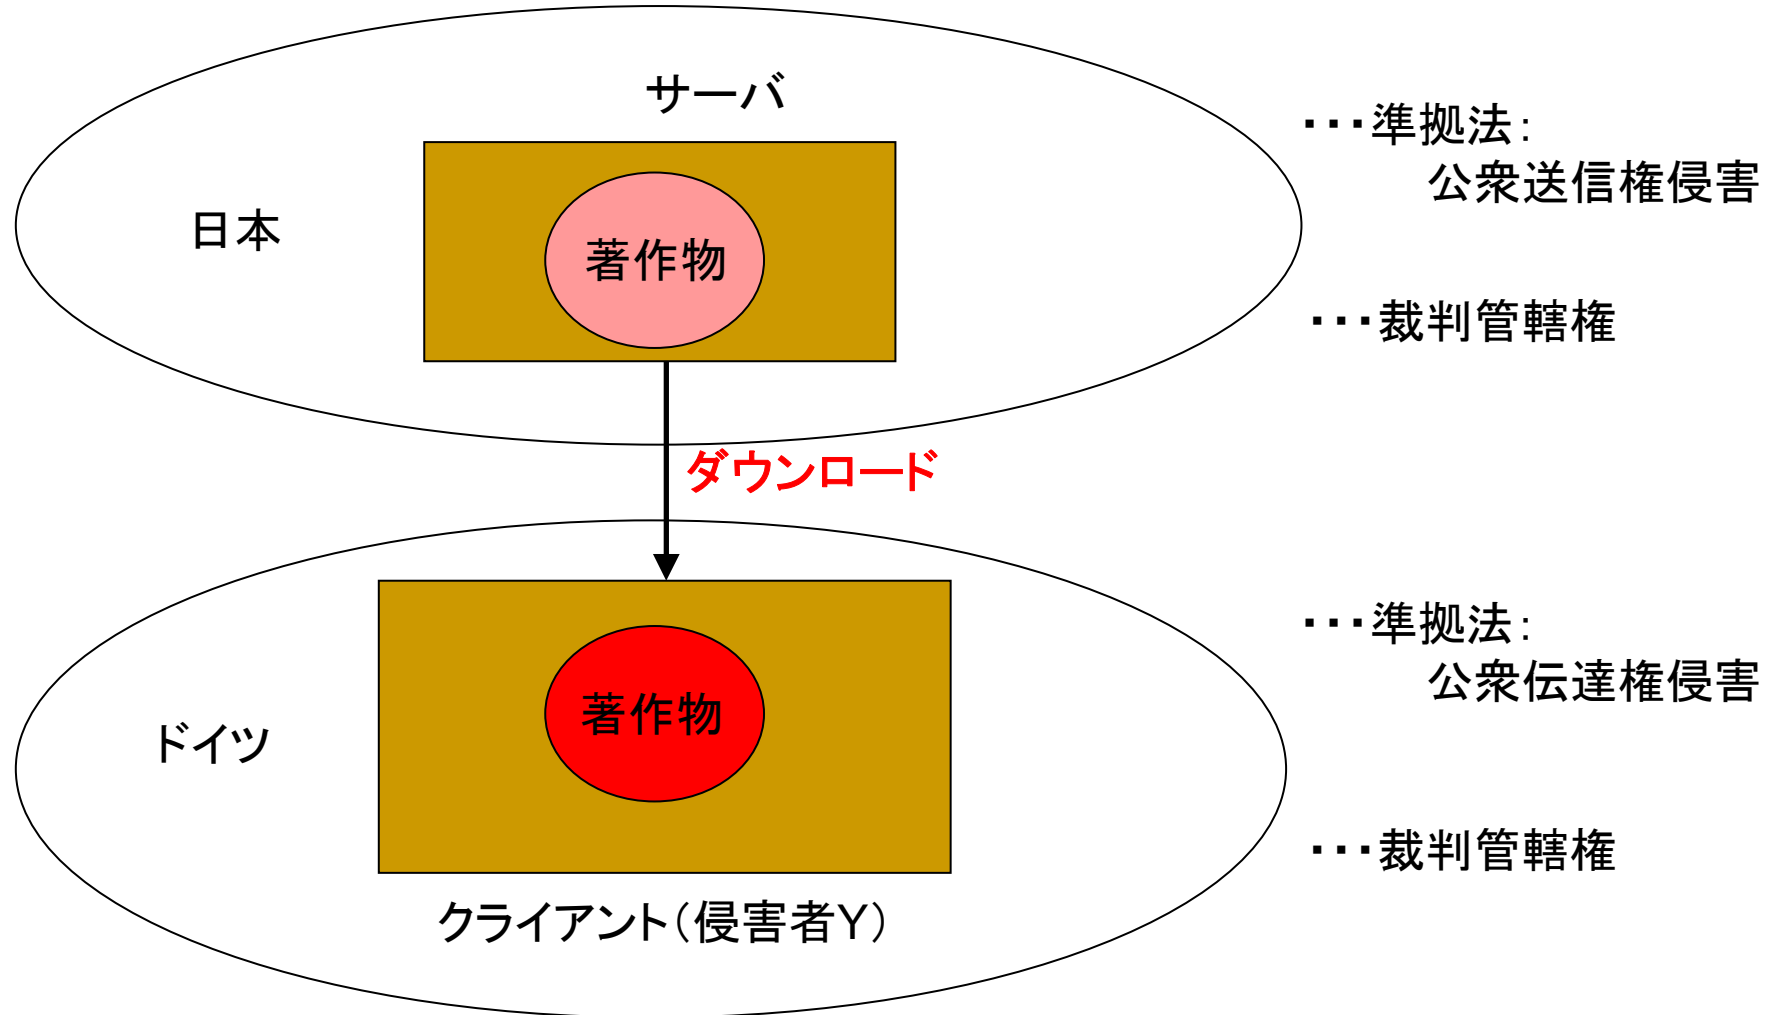 サーバ
・・・準拠法：
公衆送信権侵害
日本
著作物
・・・裁判管轄権
ダウンロード
・・・準拠法：
公衆伝達権侵害
ドイツ
著作物
・・・裁判管轄権
クライアント（侵害者Y）